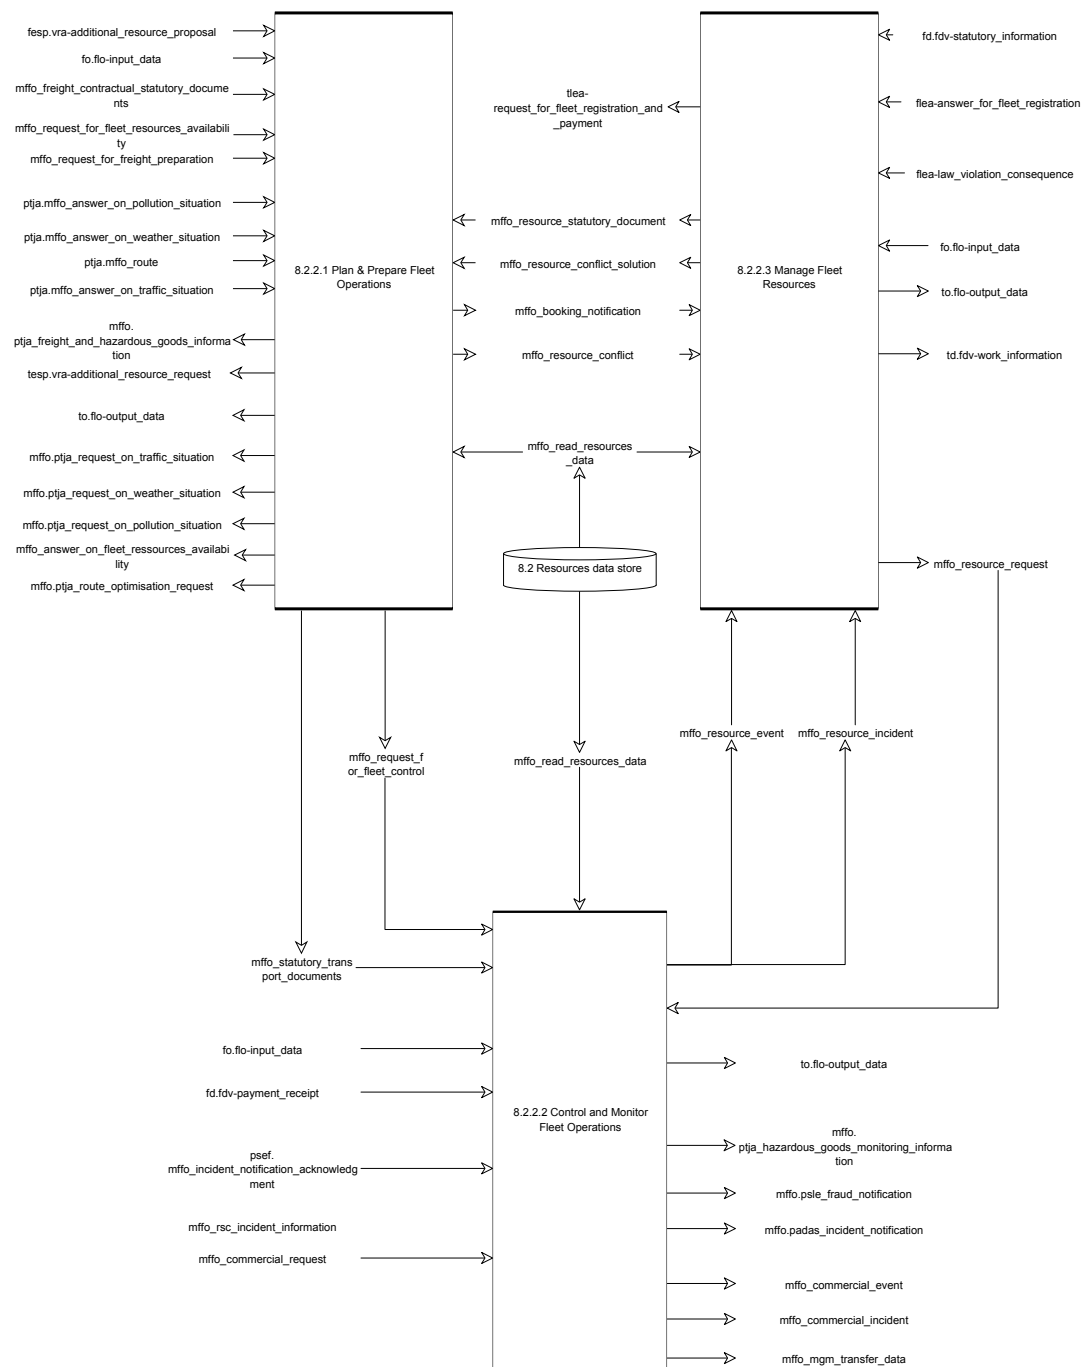 fesp.vra-additional_resource_proposal
fo.flo-input_data
mffo_freight_contractual_statutory_docume
nts
mffo_request_for_fleet_resources_availabili
ty
mffo_request_for_freight_preparation
ptja.mffo_answer_on_pollution_situation
ptja.mffo_answer_on_weather_situation
ptja.mffo_route
ptja.mffo_answer_on_traffic_situation
mffo.
ptja_freight_and_hazardous_goods_informa
tion
tesp.vra-additional_resource_request
to.flo-output_data
mffo.ptja_request_on_traffic_situation
mffo.ptja_request_on_weather_situation
mffo.ptja_request_on_pollution_situation
mffo_answer_on_fleet_ressources_availabi
lity
mffo.ptja_route_optimisation_request
8.2.2.1 Plan & Prepare Fleet
Operations
tlea-
request_for_fleet_registration_and
_payment
mffo_resource_statutory_document
mffo_resource_conflict_solution
mffo_booking_notification
mffo_resource_conflict
mffo_read_resources
_data
8.2 Resources data store
8.2.2.3 Manage Fleet
Resources
fd.fdv-statutory_information
flea-answer_for_fleet_registration
flea-law_violation_consequence
fo.flo-input_data
to.flo-output_data
td.fdv-work_information
mffo_resource_request
mffo_resource_event
mffo_resource_incident
mffo_request_f
or_fleet_control
mffo_read_resources_data
mffo_statutory_trans
port_documents
fo.flo-input_data
fd.fdv-payment_receipt
psef.
mffo_incident_notification_acknowledg
ment
mffo_rsc_incident_information
mffo_commercial_request
8.2.2.2 Control and Monitor
Fleet Operations
to.flo-output_data
mffo.
ptja_hazardous_goods_monitoring_informa
tion
mffo.psle_fraud_notification
mffo.padas_incident_notification
mffo_commercial_event
mffo_commercial_incident
mffo_mgm_transfer_data